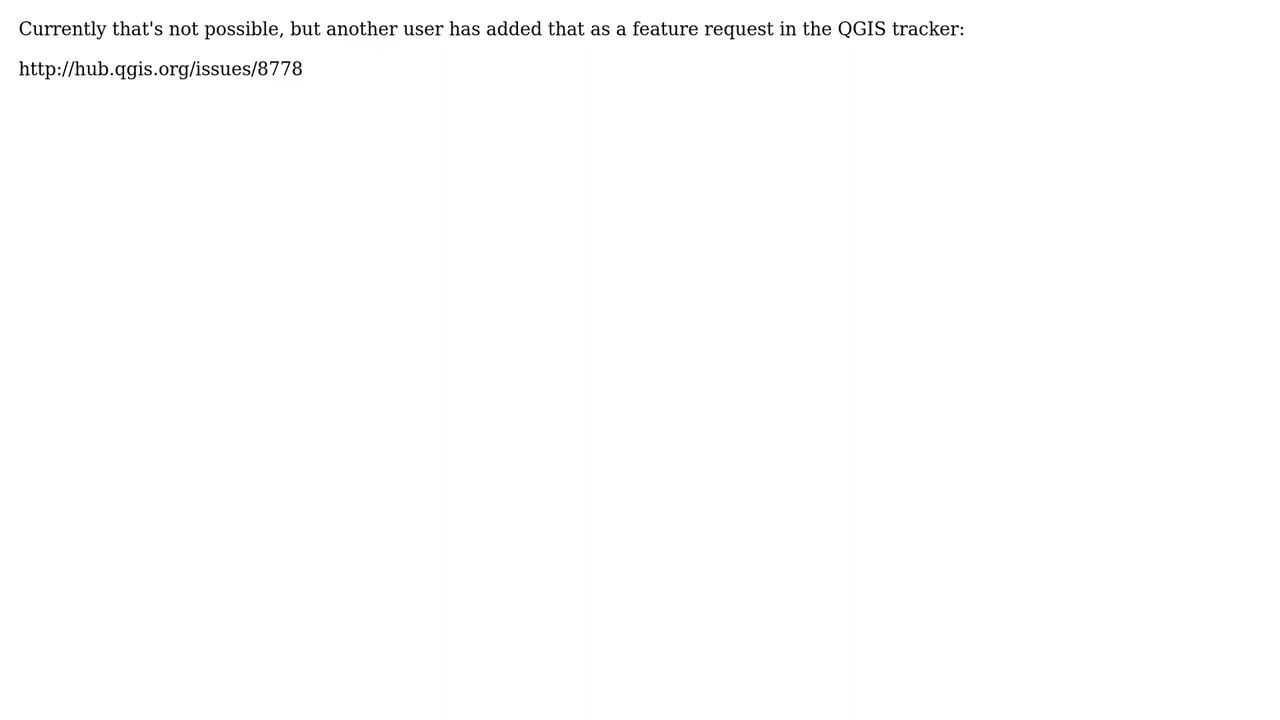 Currently that's not possible, but another user has added that as a feature request in the QGIS tracker:
http://hub.qgis.org/issues/8778